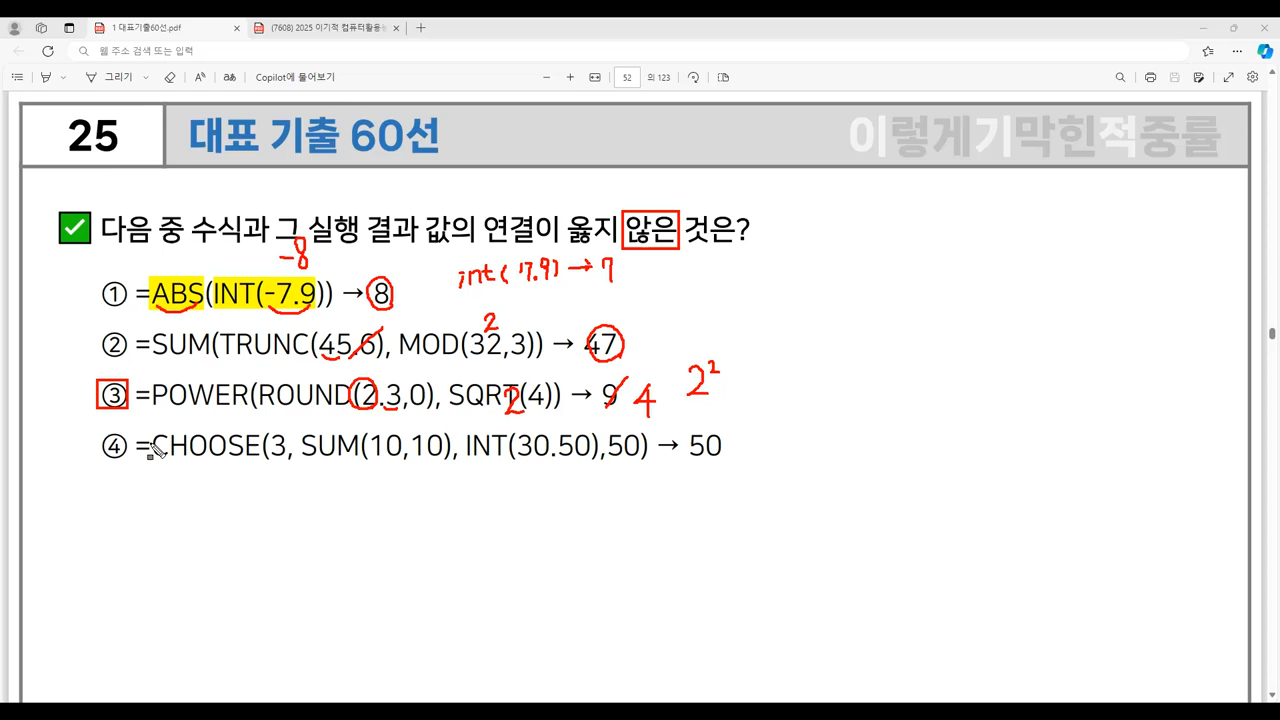 1 대표기출60선.pdf
(7608) 2025 이기적 컴퓨터활용능
웹 주소 검색 또는 입력
그리기
Copilot에 물어보기
52 의 123
25
대표 기출 60선
이렇게기막힌적중률
다음 중 수식과 그 실행 결과 값의 연결이 옳지 않은 것은?
-8
int(7.9) → 7
① =ABS(INT(-7.9)) → 8
2
② =SUM(TRUNC(45.6), MOD(32,3)) → 47
2²
③ =POWER(ROUND(2.3,0), SQRT(4)) → 9 4
2
④ =CHOOSE(3, SUM(10,10), INT(30.50),50) → 50